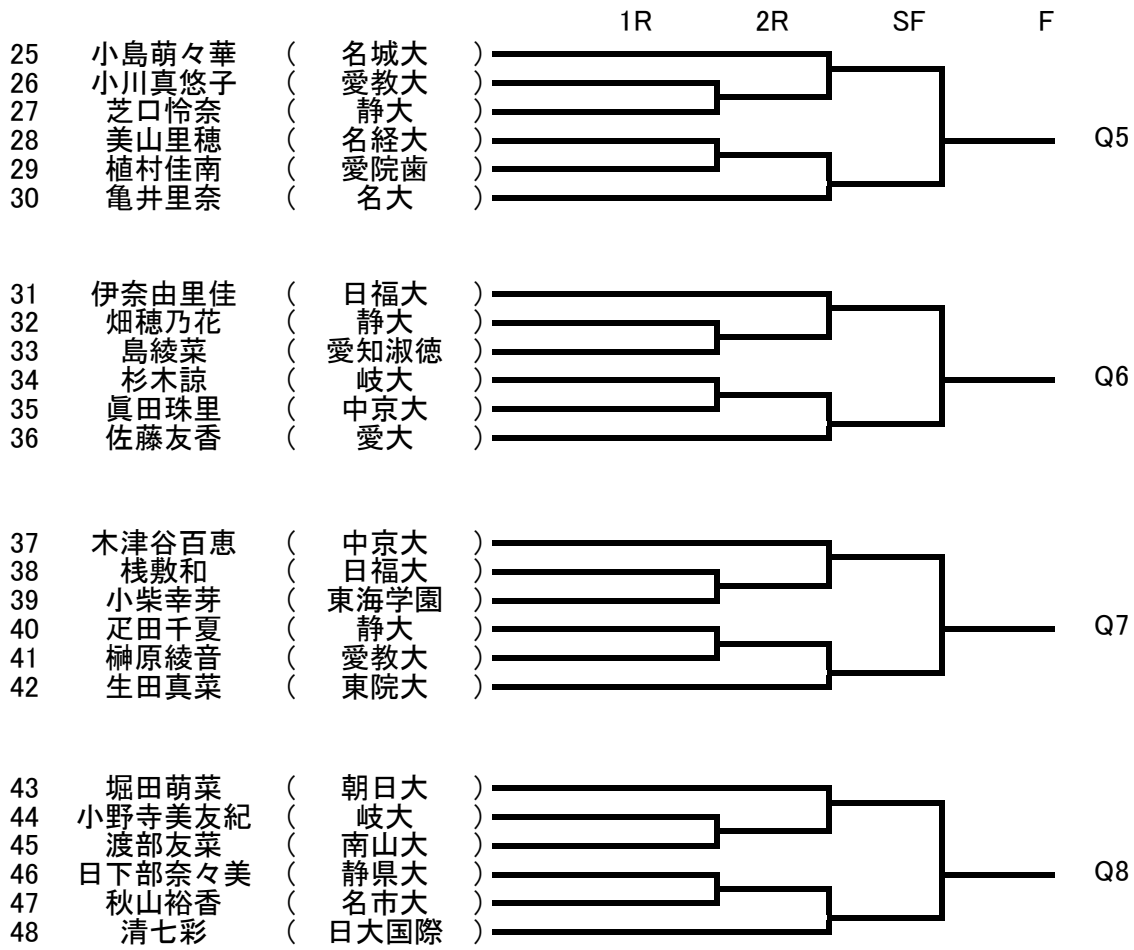 1R 2R SF F
25 小島萌々華 ( 名城大 )
26 小川真悠子 ( 愛教大 )
27 芝口怜奈 ( 静大 )
28 美山里穂 ( 名経大 ) Q5
29 植村佳南 ( 愛院歯 )
30 亀井里奈 ( 名大 )
31 伊奈由里佳 ( 日福大 )
32 畑穂乃花 ( 静大 )
33 島綾菜 ( 愛知淑徳 )
34 杉木諒 ( 岐大 ) Q6
35 眞田珠里 ( 中京大 )
36 佐藤友香 ( 愛大 )
37 木津谷百恵 ( 中京大 )
38 桟敷和 ( 日福大 )
39 小柴幸芽 ( 東海学園 )
40 疋田千夏 ( 静大 ) Q7
41 榊原綾音 ( 愛教大 )
42 生田真菜 ( 東院大 )
43 堀田萌菜 ( 朝日大 )
44 小野寺美友紀 ( 岐大 )
45 渡部友菜 ( 南山大 )
46 日下部奈々美 ( 静県大 ) Q8
47 秋山裕香 ( 名市大 )
48 清七彩 ( 日大国際 )